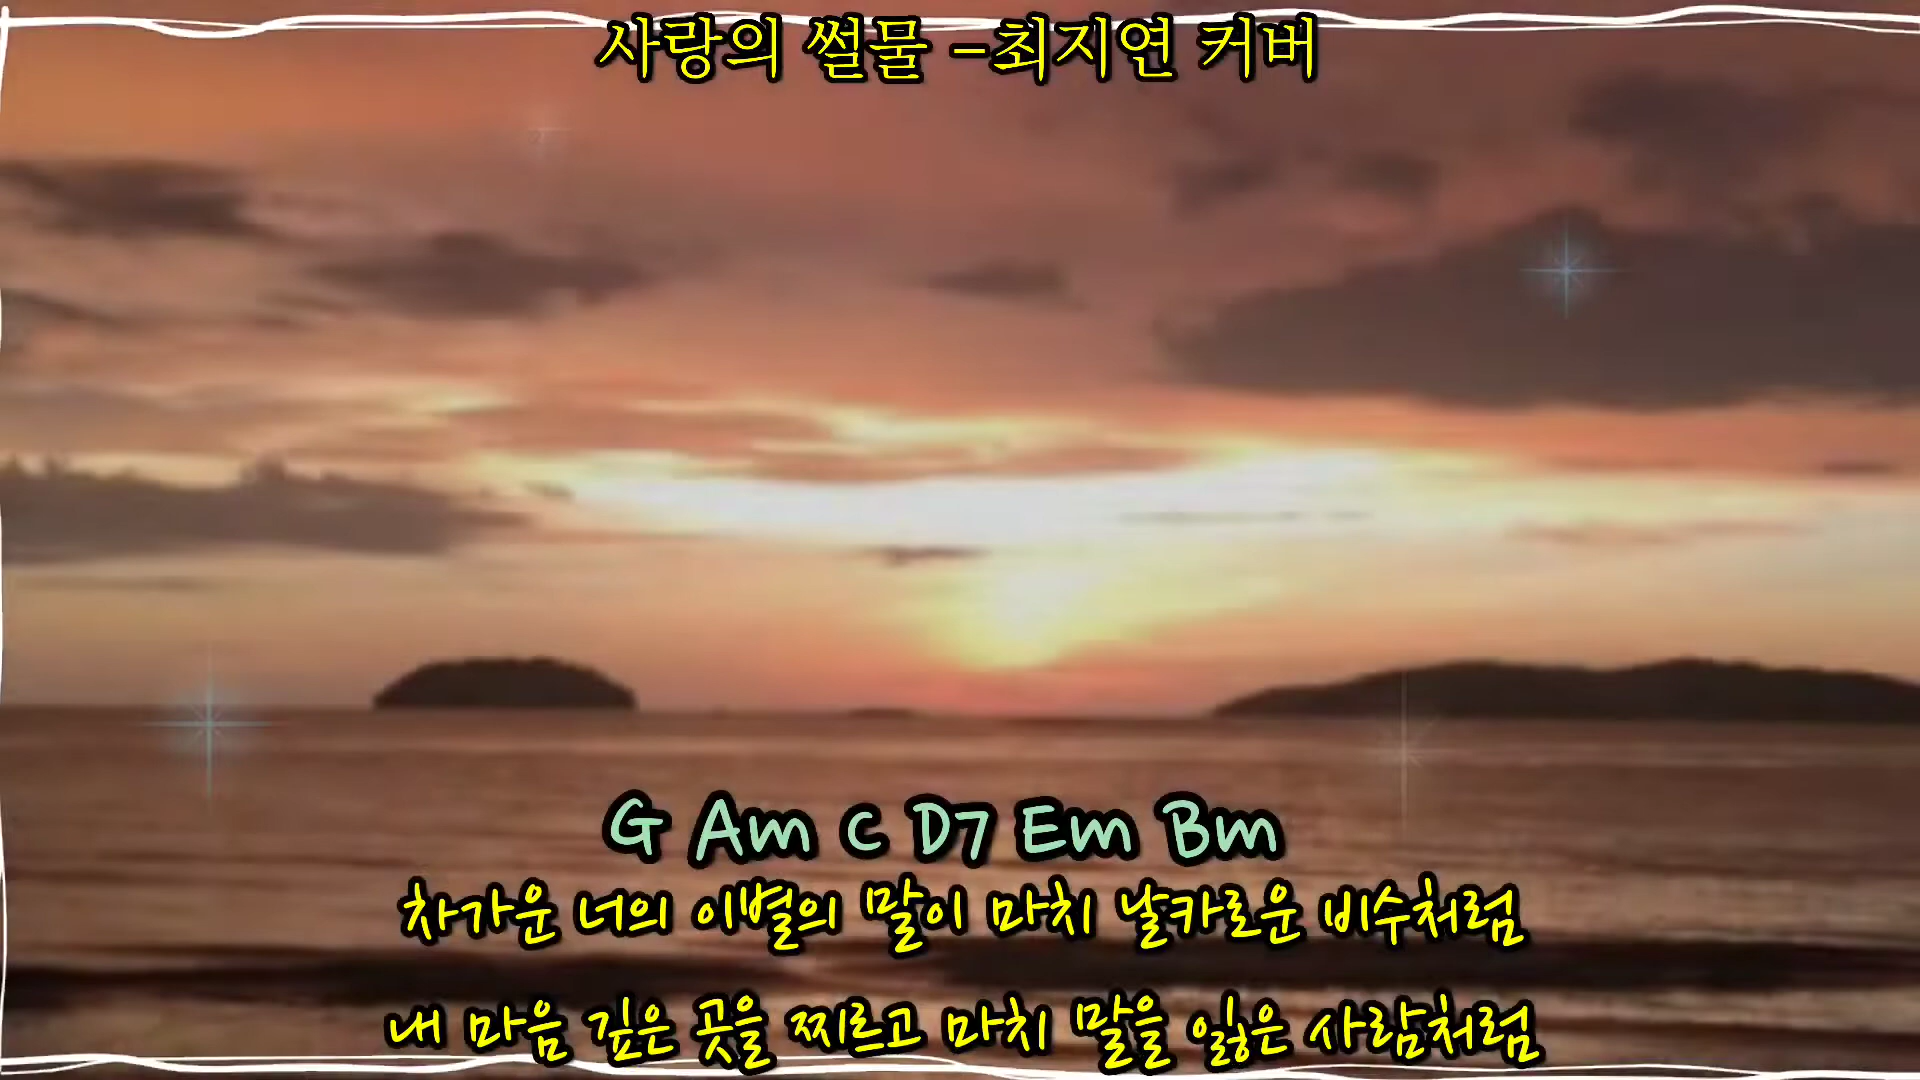 사랑의 썰물 -최지연 커버
G Am C D7 Em Bm
차가운 너의 이별의 말이 마치 날카로운 비수처럼
내 마음 깊은 곳을 찌르고 마치 말을 잃은 사람처럼